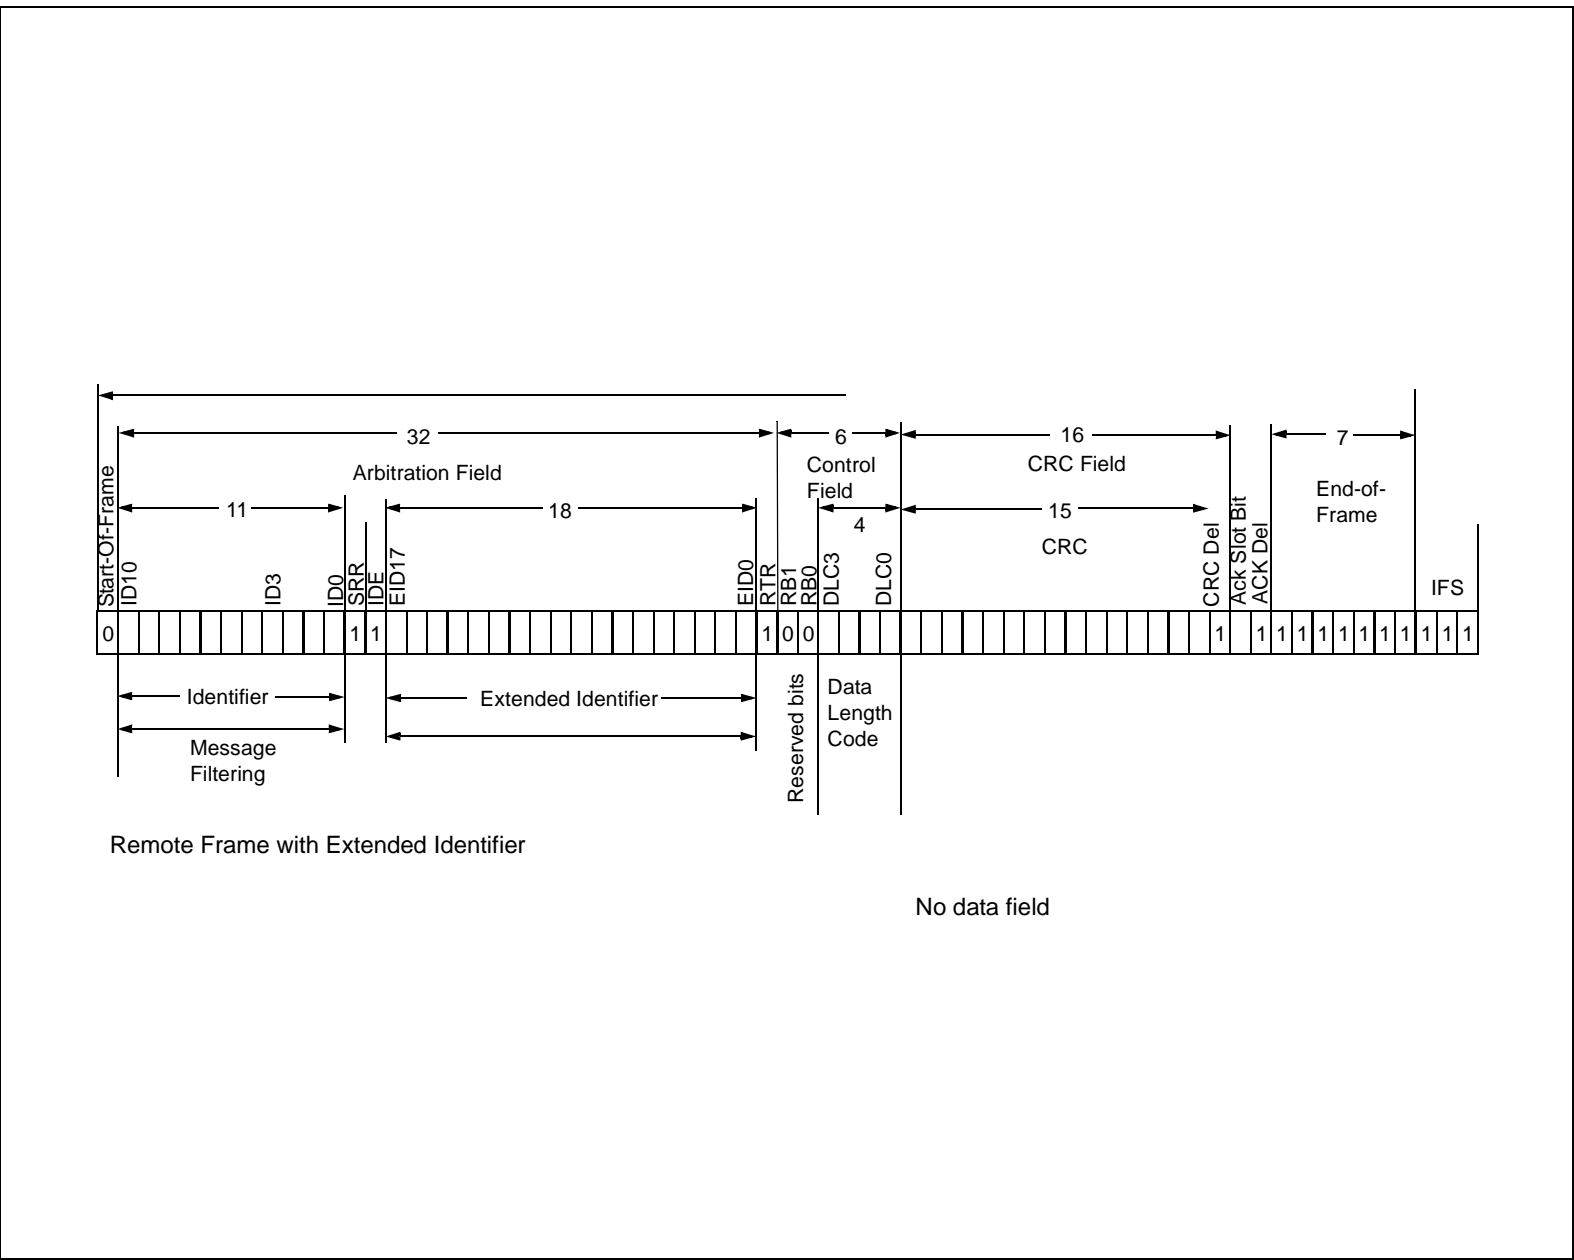 32
6
16
7
Arbitration Field
Control
Field
CRC Field
End-of-
Frame
11
18
4
15
CRC
Start-Of-Frame
ID10
ID3
ID0
SRR
IDE
EID17
EID0
RTR
RB1
RB0
DLC3
DLC0
CRC Del
Ack Slot Bit
ACK Del
IFS
0 1 1 1 0 0 1 1 1 1 1 1 1 1 1 1 1 1
Identifier
Extended Identifier
Message
Filtering
Reserved bits
Data
Length
Code
Remote Frame with Extended Identifier
No data field